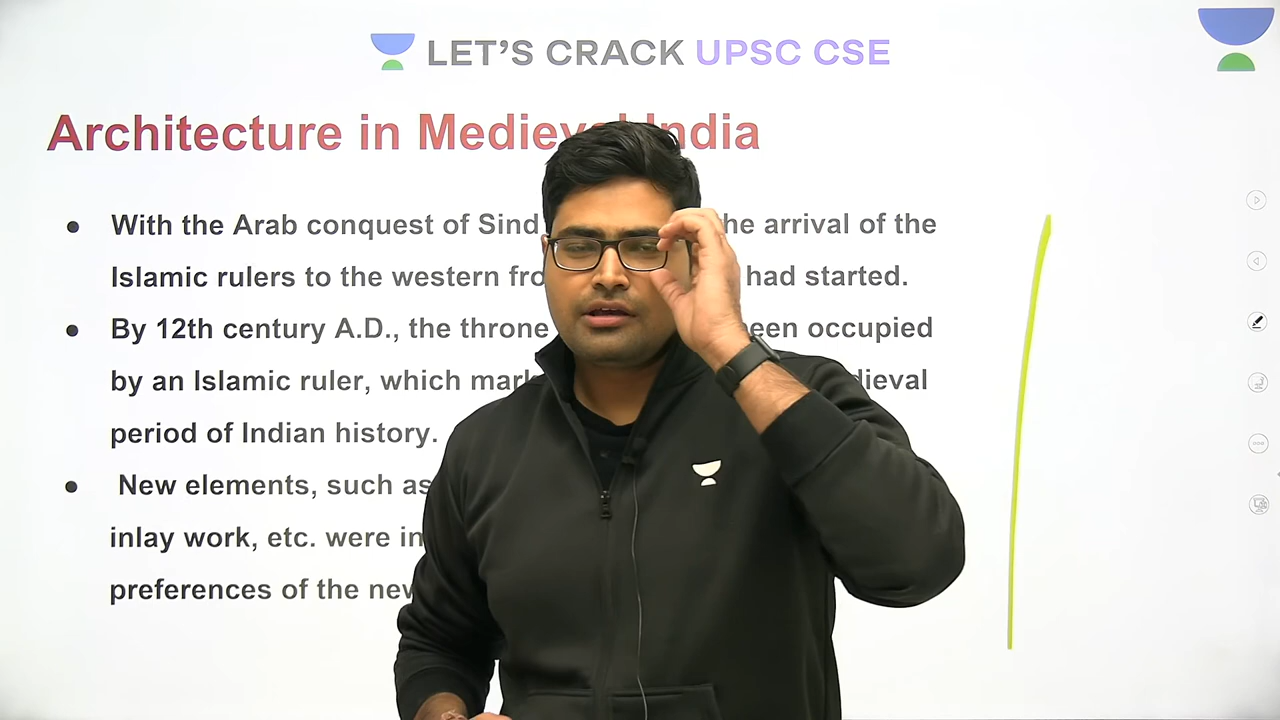 LET'S CRACK UPSC CSE
Architecture in Medieval India
With the Arab conquest of Sind he arrival of the
Islamic rulers to the western fro had started.
By 12th century A.D., the throne een occupied
by an Islamic ruler, which mark dieval
period of Indian history.
New elements, such as
inlay work, etc. were in
preferences of the new